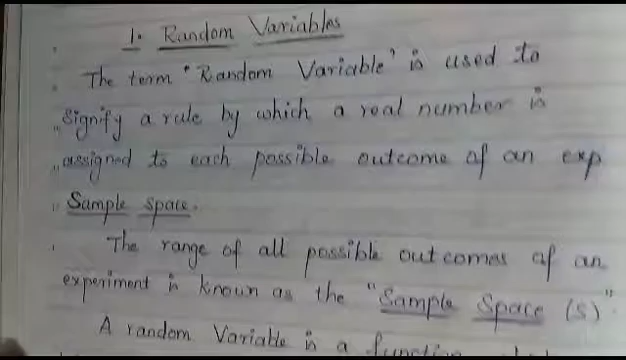 1. Random Variables
The term "Random Variable" is used to
signify a rule by which a real number is
assigned to each possible outcome of an exp
Sample space.
The range of all possible outcomes of an
experiment is known as the "Sample Space (S)"
A random Variable is a function